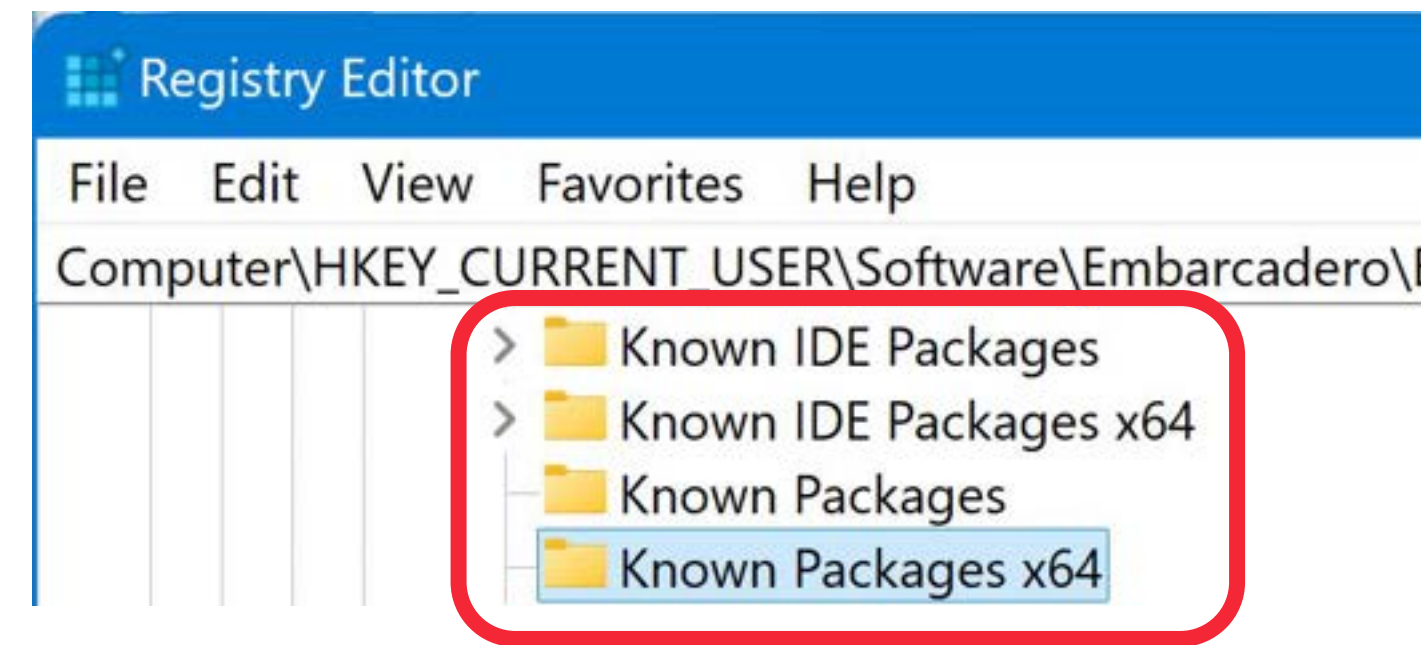 Registry Editor
File Edit View Favorites Help
Computer\HKEY_CURRENT_USER\Software\Embarcadero\
Known IDE Packages
Known IDE Packages x64
Known Packages
Known Packages x64